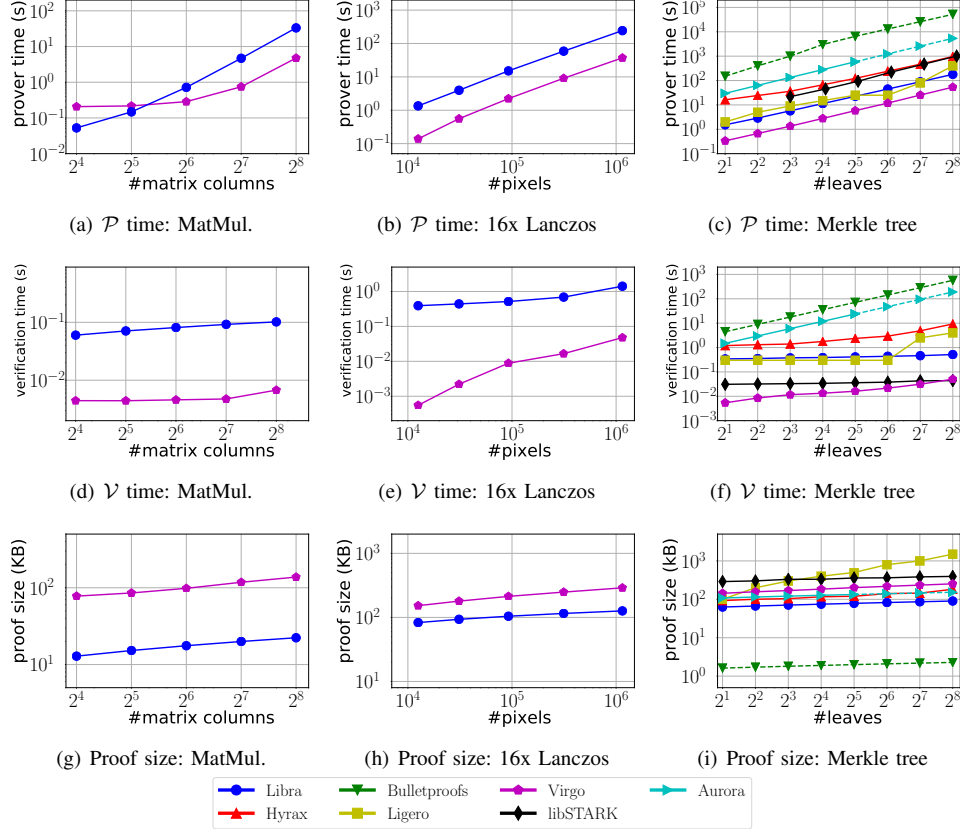 prover time (s)
10^2
10^1
10^0
10^-1
10^-2
2^4 2^5 2^6 2^7 2^8
#matrix columns
(a) P time: MatMul.
prover time (s)
10^3
10^2
10^1
10^0
10^-1
10^4 10^5 10^6
#pixels
(b) P time: 16x Lanczos
prover time (s)
10^5
10^4
10^3
10^2
10^1
10^0
10^-1
2^1 2^2 2^3 2^4 2^5 2^6 2^7 2^8
#leaves
(c) P time: Merkle tree
verification time (s)
10^-1
10^-2
2^4 2^5 2^6 2^7 2^8
#matrix columns
(d) V time: MatMul.
verification time (s)
10^0
10^-1
10^-2
10^-3
10^4 10^5 10^6
#pixels
(e) V time: 16x Lanczos
verification time (s)
10^3
10^2
10^1
10^0
10^-1
10^-2
10^-3
2^1 2^2 2^3 2^4 2^5 2^6 2^7 2^8
#leaves
(f) V time: Merkle tree
proof size (KB)
10^2
10^1
2^4 2^5 2^6 2^7 2^8
#matrix columns
(g) Proof size: MatMul.
proof size (KB)
10^3
10^2
10^1
10^4 10^5 10^6
#pixels
(h) Proof size: 16x Lanczos
proof size (kB)
10^3
10^2
10^1
10^0
2^1 2^2 2^3 2^4 2^5 2^6 2^7 2^8
#leaves
(i) Proof size: Merkle tree
Libra Bulletproofs Virgo Aurora
Hyrax Ligero libSTARK